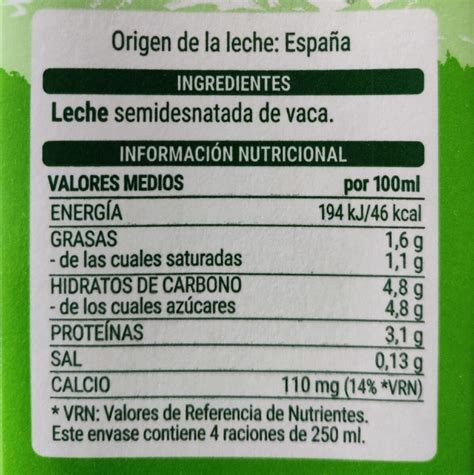 Origen de la leche: España
INGREDIENTES
Leche semidesnatada de vaca.
INFORMACIÓN NUTRICIONAL
VALORES MEDIOS por 100ml
ENERGÍA 194 kJ/46 kcal
GRASAS 1,6 g
- de las cuales saturadas 1,1 g
HIDRATOS DE CARBONO 4,8 g
- de los cuales azúcares 4,8 g
PROTEÍNAS 3,1 g
SAL 0,13 g
CALCIO 110 mg (14% *VRN)
* VRN: Valores de Referencia de Nutrientes.
Este envase contiene 4 raciones de 250 ml.